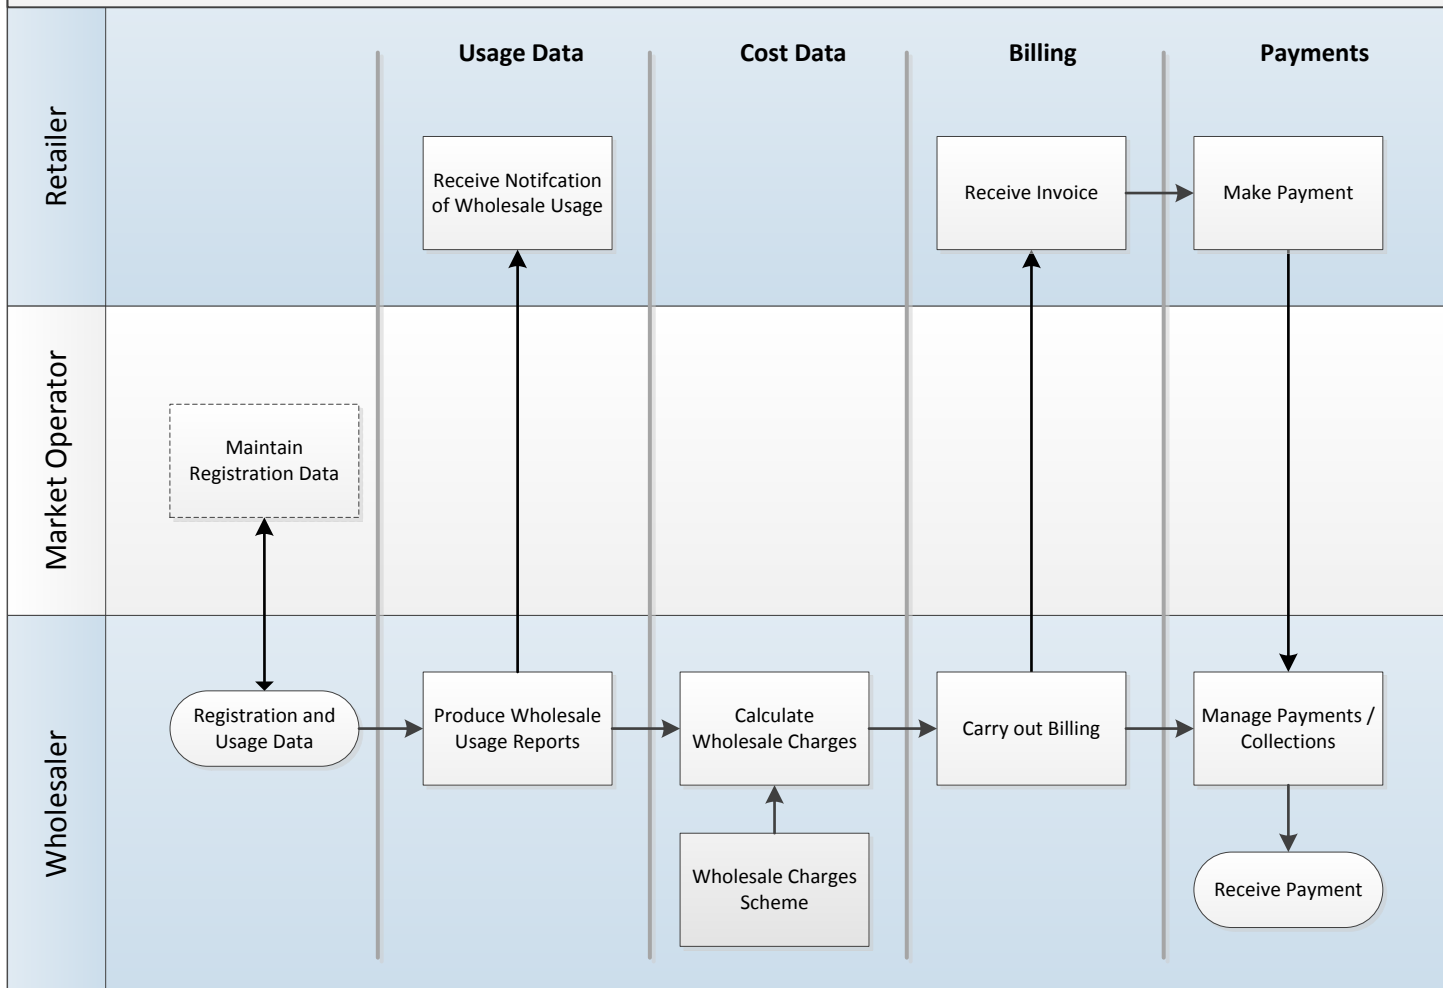 Usage Data
Cost Data
Billing
Payments
Retailer
Receive Notifcation
of Wholesale Usage
Receive Invoice
Make Payment
Market Operator
Maintain
Registration Data
Wholesaler
Registration and
Usage Data
Produce Wholesale
Usage Reports
Calculate
Wholesale Charges
Carry out Billing
Manage Payments /
Collections
Wholesale Charges
Scheme
Receive Payment